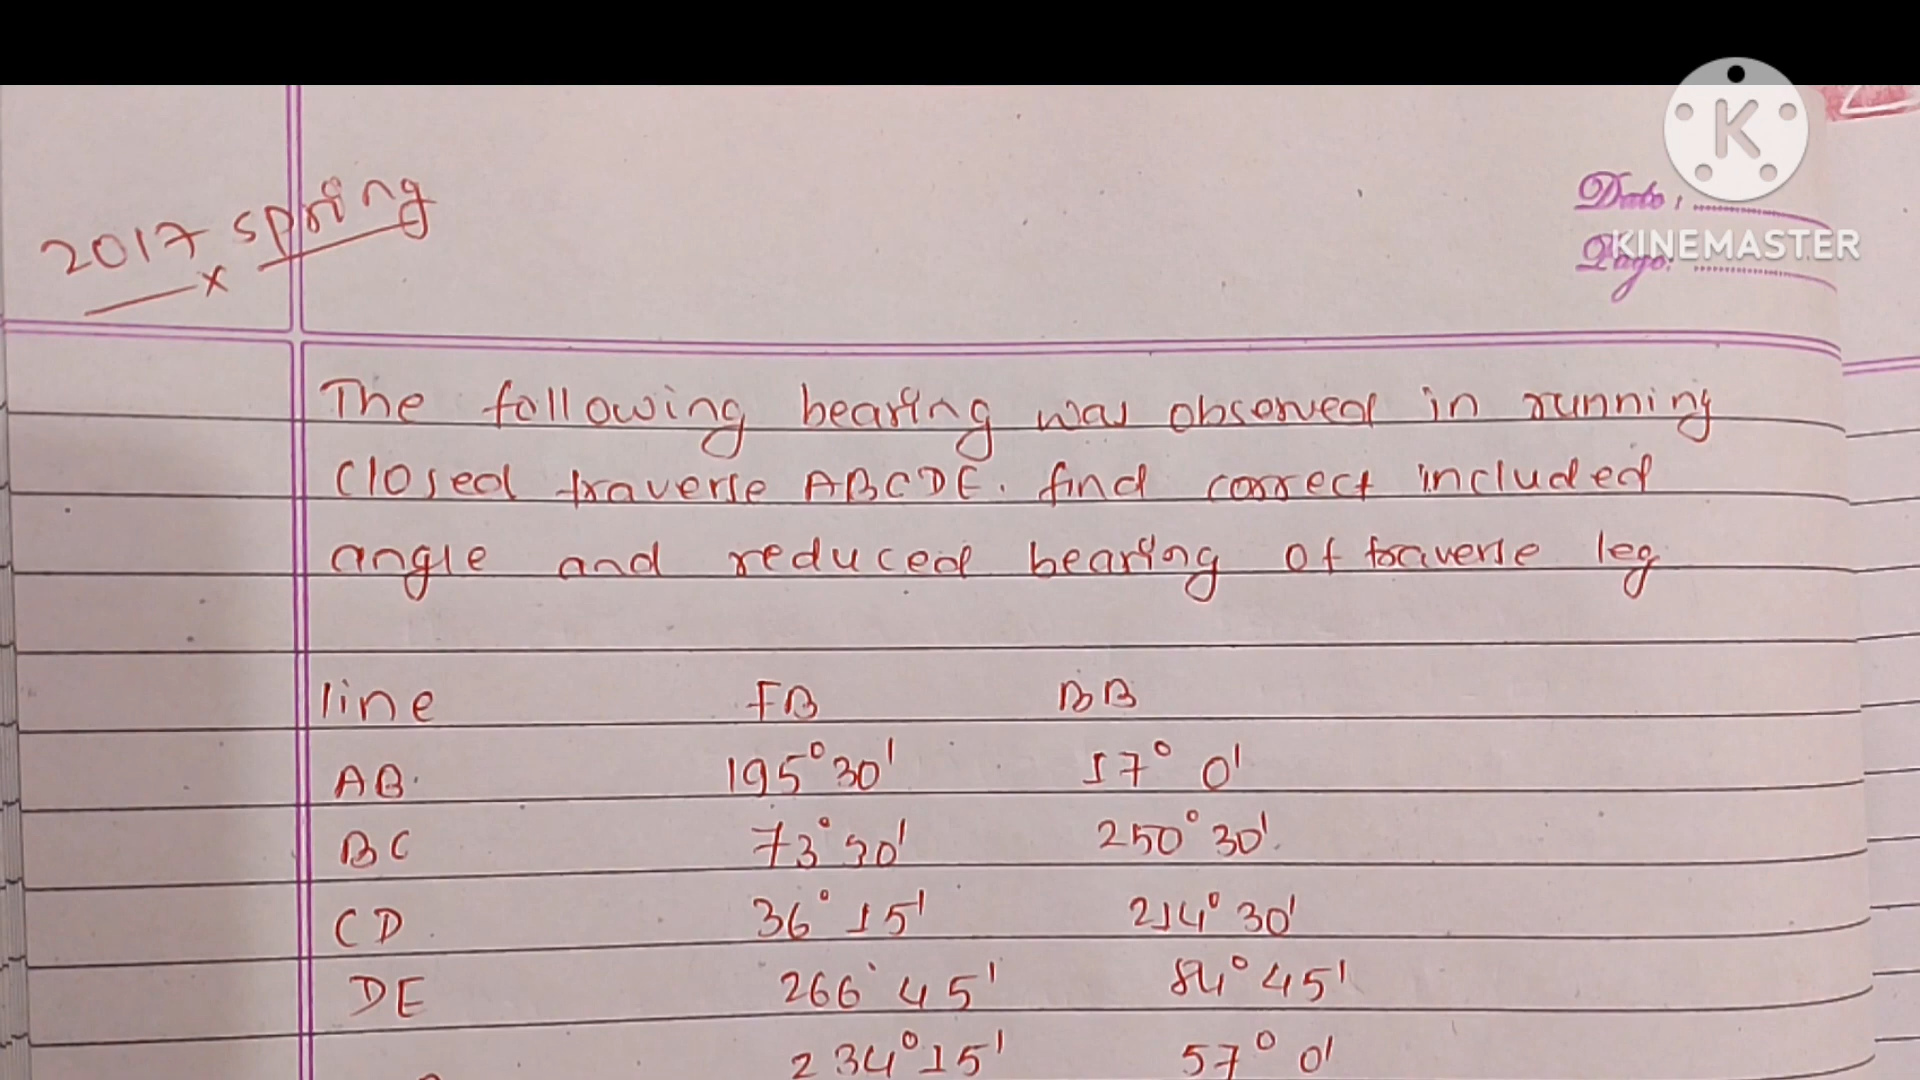 2017 spring
x
Date:
Page:
K
KINEMASTER
The following bearing was observed in running
closed traverse ABCDE. find correct included
angle and reduced bearing of traverse leg
line FB BB
AB. 195°30' 17° 0'
BC 73°30' 250°30'.
CD 36°15' 214°30'
DE 266°45' 84°45'
234°15' 57° 0'